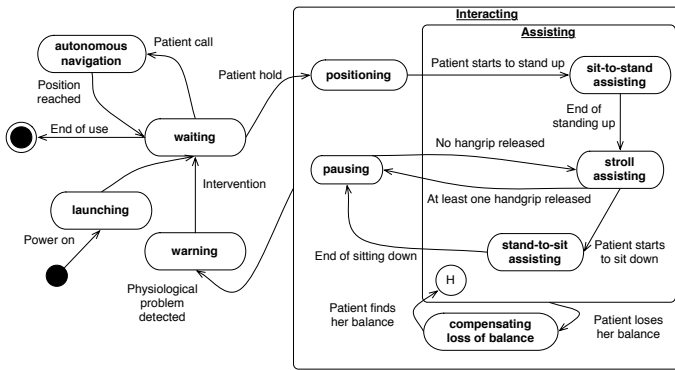 Interacting
Assisting
autonomous
navigation
Patient call
Position
reached
End of use
waiting
Patient hold
positioning
Patient starts to stand up
sit-to-stand
assisting
End of
standing up
No hangrip released
pausing
stroll
assisting
At least one handgrip released
Intervention
launching
Power on
warning
Physiological
problem
detected
End of sitting down
stand-to-sit
assisting
Patient starts
to sit down
H
Patient finds
her balance
compensating
loss of balance
Patient loses
her balance